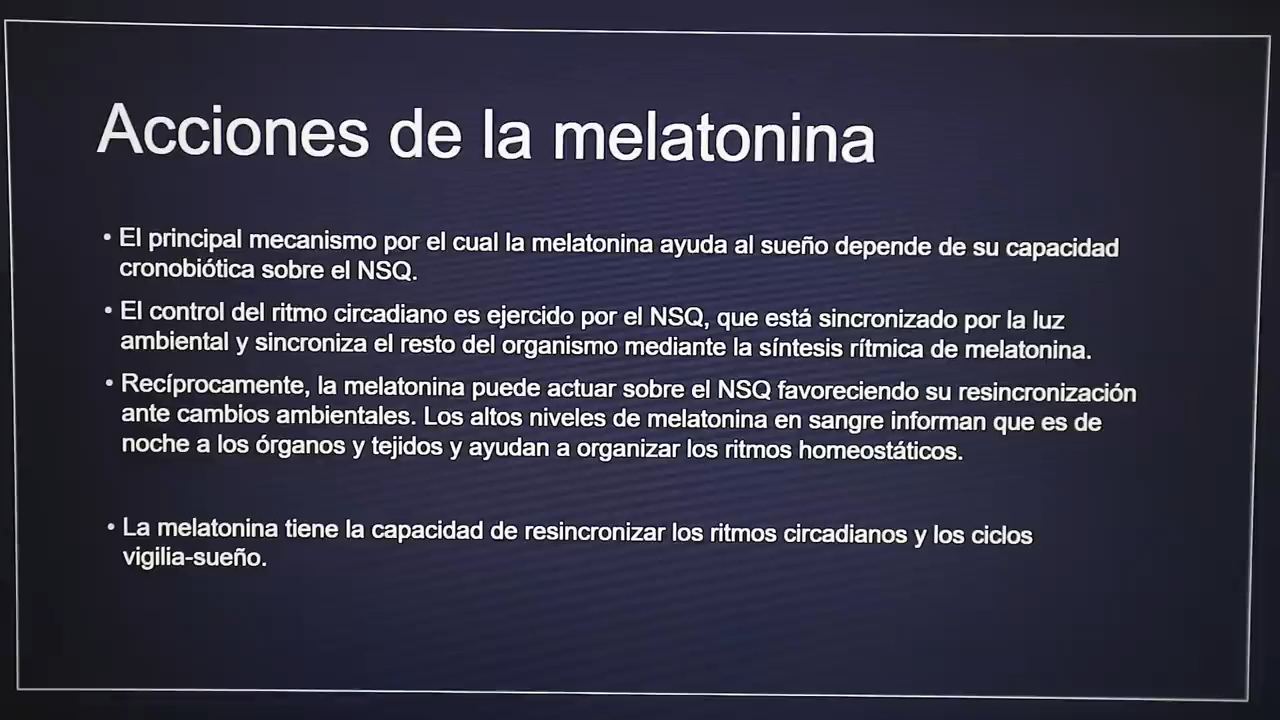 Acciones de la melatonina
• El principal mecanismo por el cual la melatonina ayuda al sueño depende de su capacidad
cronobiótica sobre el NSQ.
• El control del ritmo circadiano es ejercido por el NSQ, que está sincronizado por la luz
ambiental y sincroniza el resto del organismo mediante la síntesis rítmica de melatonina.
• Recíprocamente, la melatonina puede actuar sobre el NSQ favoreciendo su resincronización
ante cambios ambientales. Los altos niveles de melatonina en sangre informan que es de
noche a los órganos y tejidos y ayudan a organizar los ritmos homeostáticos.
• La melatonina tiene la capacidad de resincronizar los ritmos circadianos y los ciclos
vigilia-sueño.